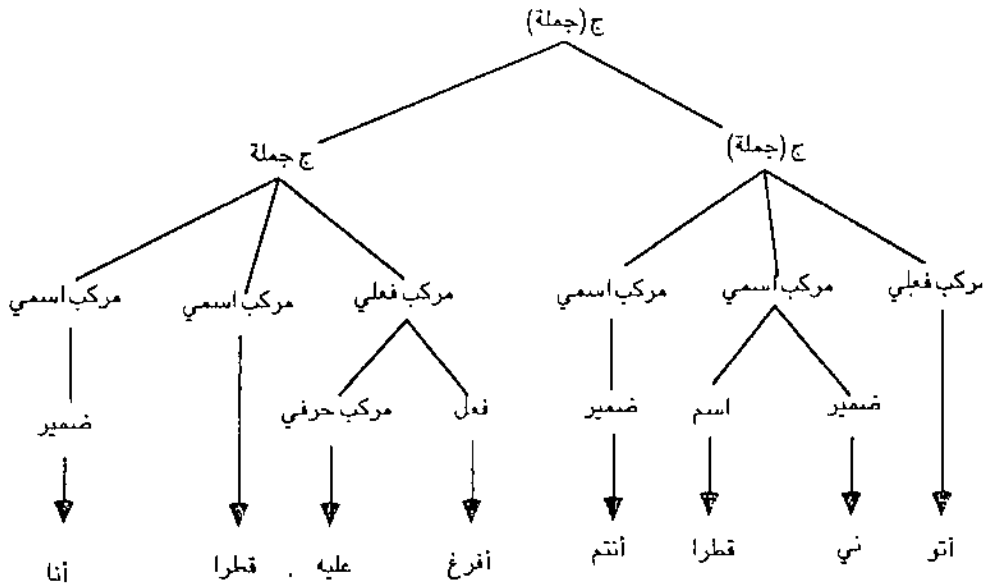 ج (جملة)
ج (جملة) ج جملة
مركب فعلي مركب اسمي مركب اسمي مركب فعلي مركب اسمي مركب اسمي
ضمير اسم ضمير فعل مركب حرفي ضمير
أتو ني قطرا أنتم أفرغ عليه . قطرا أنا